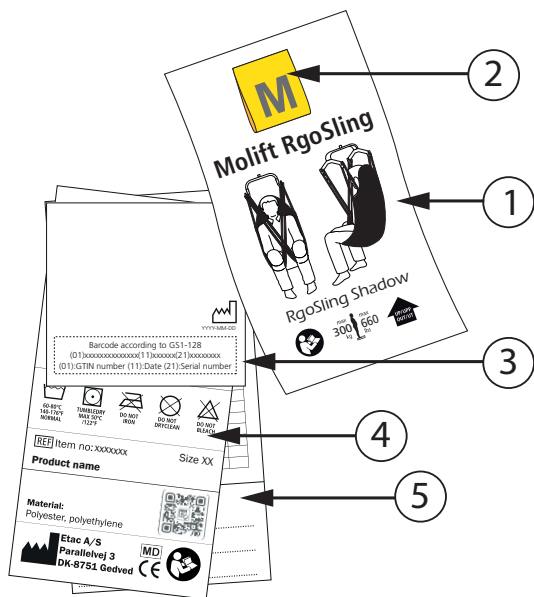 M
2
Molift RgoSling
1
RgoSling Shadow
max
300
kg
max
660
lbs
UP/UPP
OUT/UT
YYYY-MM-DD
Barcode according to GS1-128
(01)xxxxxxxxxxxxxx(11)xxxxxx(21)xxxxxxxx
(01):GTIN number (11):Date (21):Serial number
3
60-80°C
140-176°F
NORMAL
TUMBLEDRY
MAX 50°C
/122°F
DO NOT
IRON
DO NOT
DRYCLEAN
DO NOT
BLEACH
4
REF Item no: xxxxxxx
Size XX
Product name
5
Material:
Polyester, polyethylene
Etac A/S
Parallelvej 3
DK-8751 Gedved
MD
CE